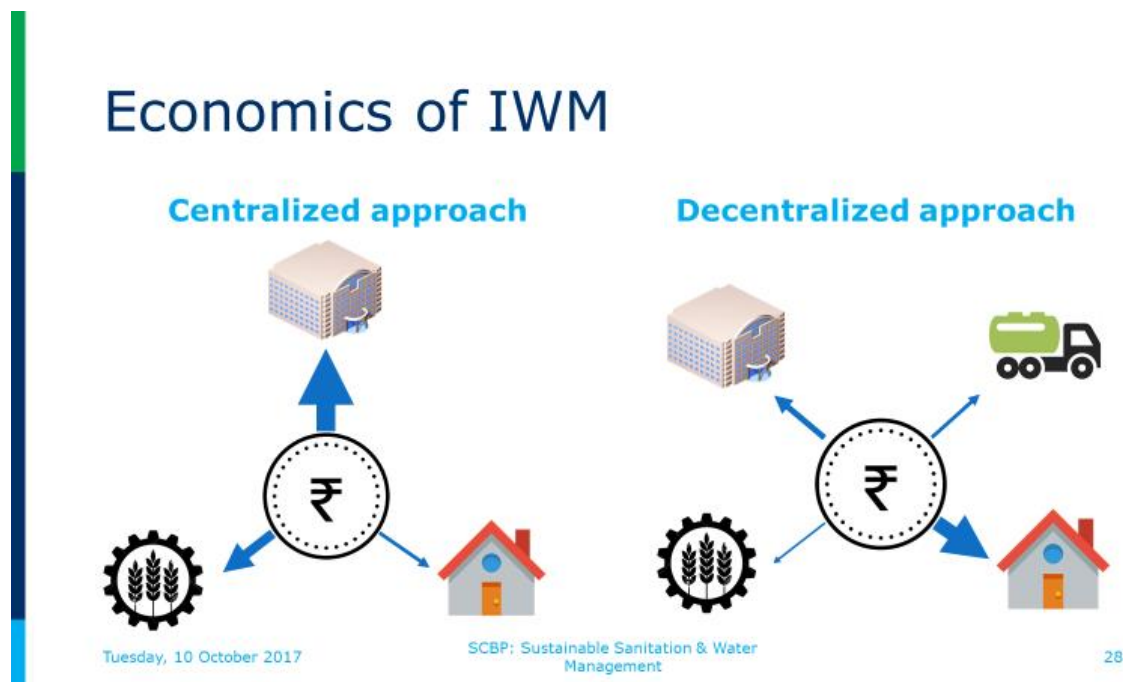 Economics of IWM
Centralized approach
Decentralized approach
₹
₹
Tuesday, 10 October 2017
SCBP: Sustainable Sanitation & Water
Management
28